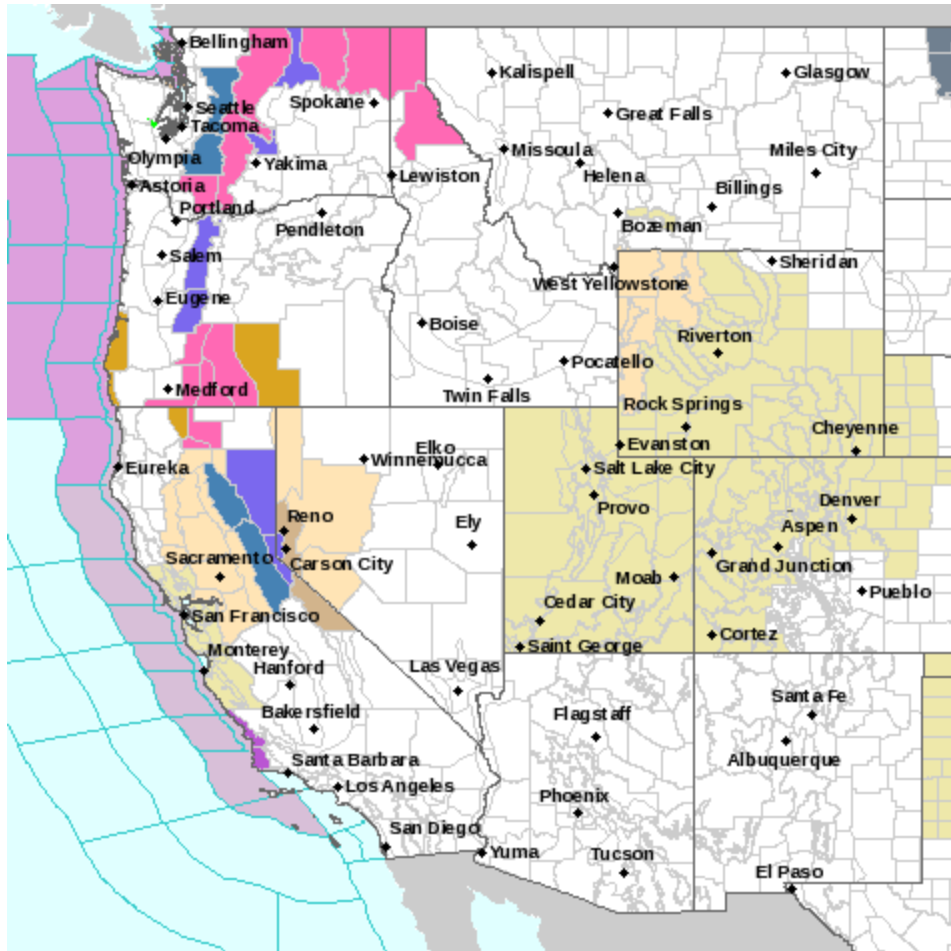 Bellingham
Kalispell
Glasgow
Spokane
Seattle
Great Falls
Tacoma
Olympia
Yakima
Missoula
Helena
Miles City
Astoria
Lewiston
Billings
Portland
Pendleton
Bozeman
Salem
West Yellowstone
Sheridan
Eugene
Boise
Riverton
Medford
Pocatello
Twin Falls
Rock Springs
Cheyenne
Eureka
Elko
Winnemucca
Evanston
Salt Lake City
Provo
Denver
Reno
Ely
Aspen
Sacramento
Carson City
Grand Junction
Moab
Pueblo
San Francisco
Cedar City
Cortez
Monterey
Saint George
Hanford
Las Vegas
Santa Fe
Bakersfield
Flagstaff
Albuquerque
Santa Barbara
Los Angeles
Phoenix
San Diego
Yuma
Tucson
El Paso